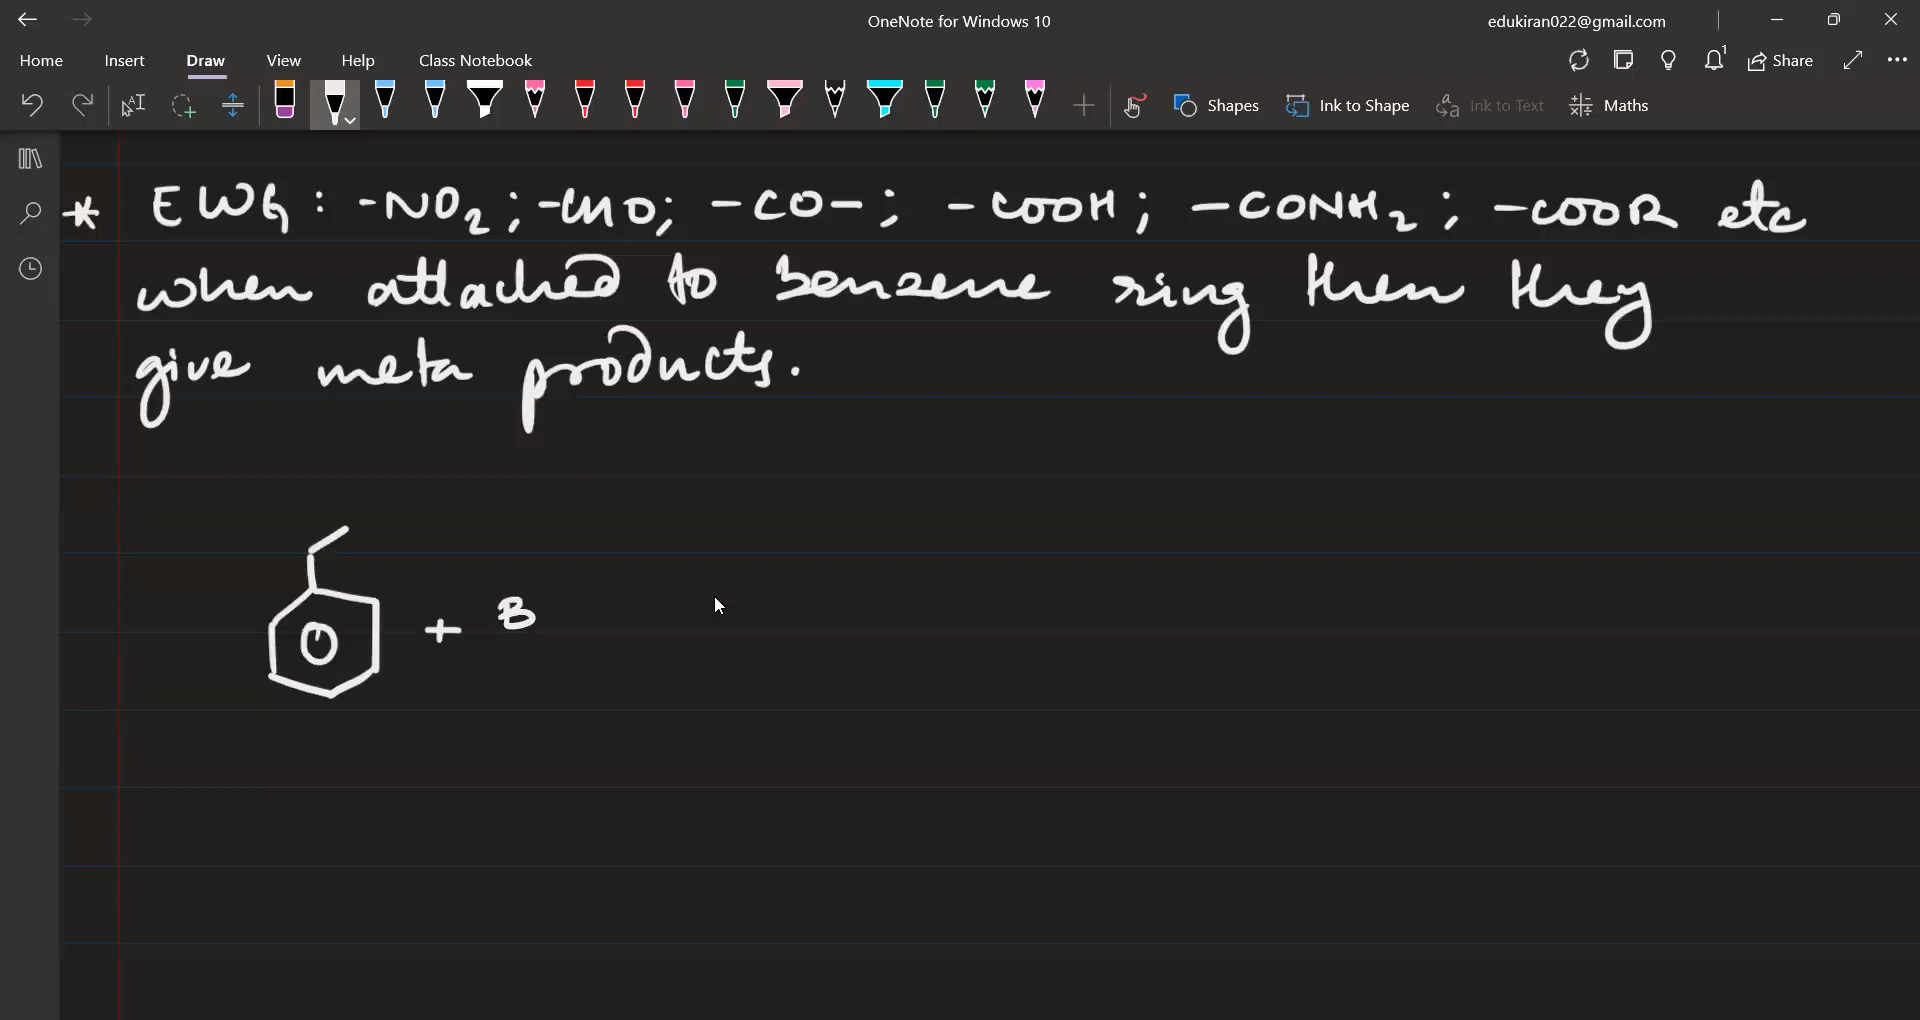 OneNote for Windows 10
edukiran022@gmail.com
Home Insert Draw View Help Class Notebook
1
Share
Shapes Ink to Shape Ink to Text Maths
* EWG : -NO2 ; -CHO; -CO- ; -COOH ; -CONH2 ; -COOR etc
when attached to benzene ring then they
give meta products.
+ B